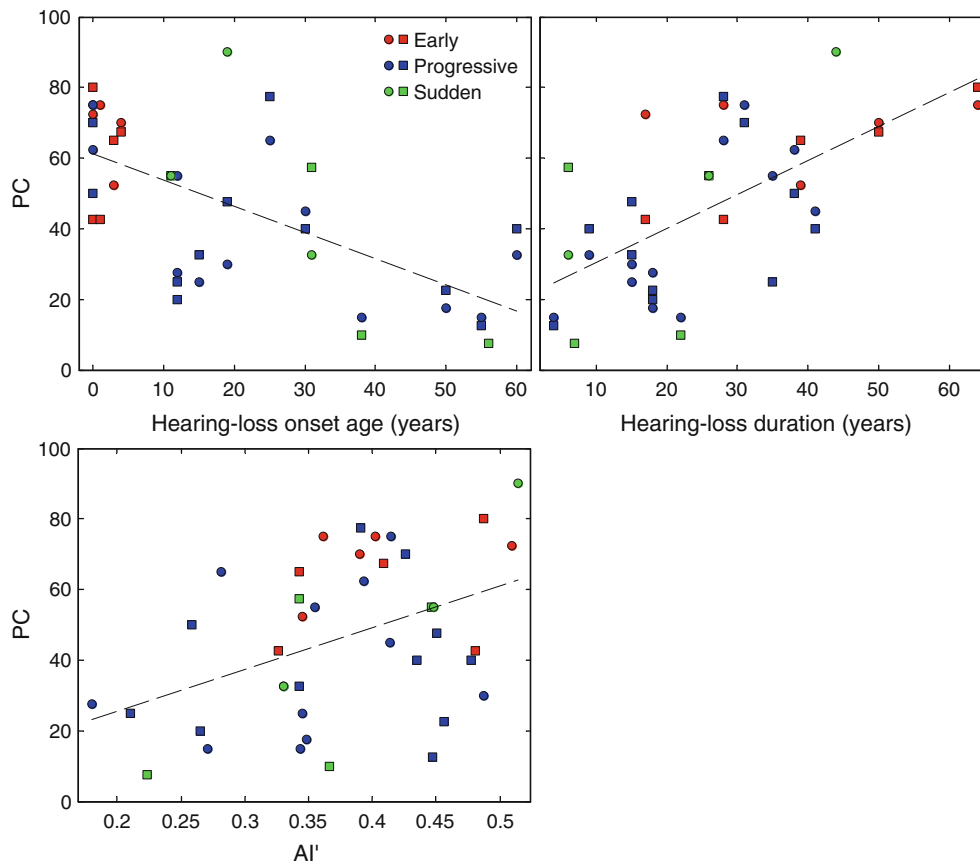 100
80
60
40
20
0
PC
Early
Progressive
Sudden
0 10 20 30 40 50 60
10 20 30 40 50 60
Hearing-loss onset age (years)
Hearing-loss duration (years)
100
80
60
40
20
0
PC
0.2 0.25 0.3 0.35 0.4 0.45 0.5
AI'